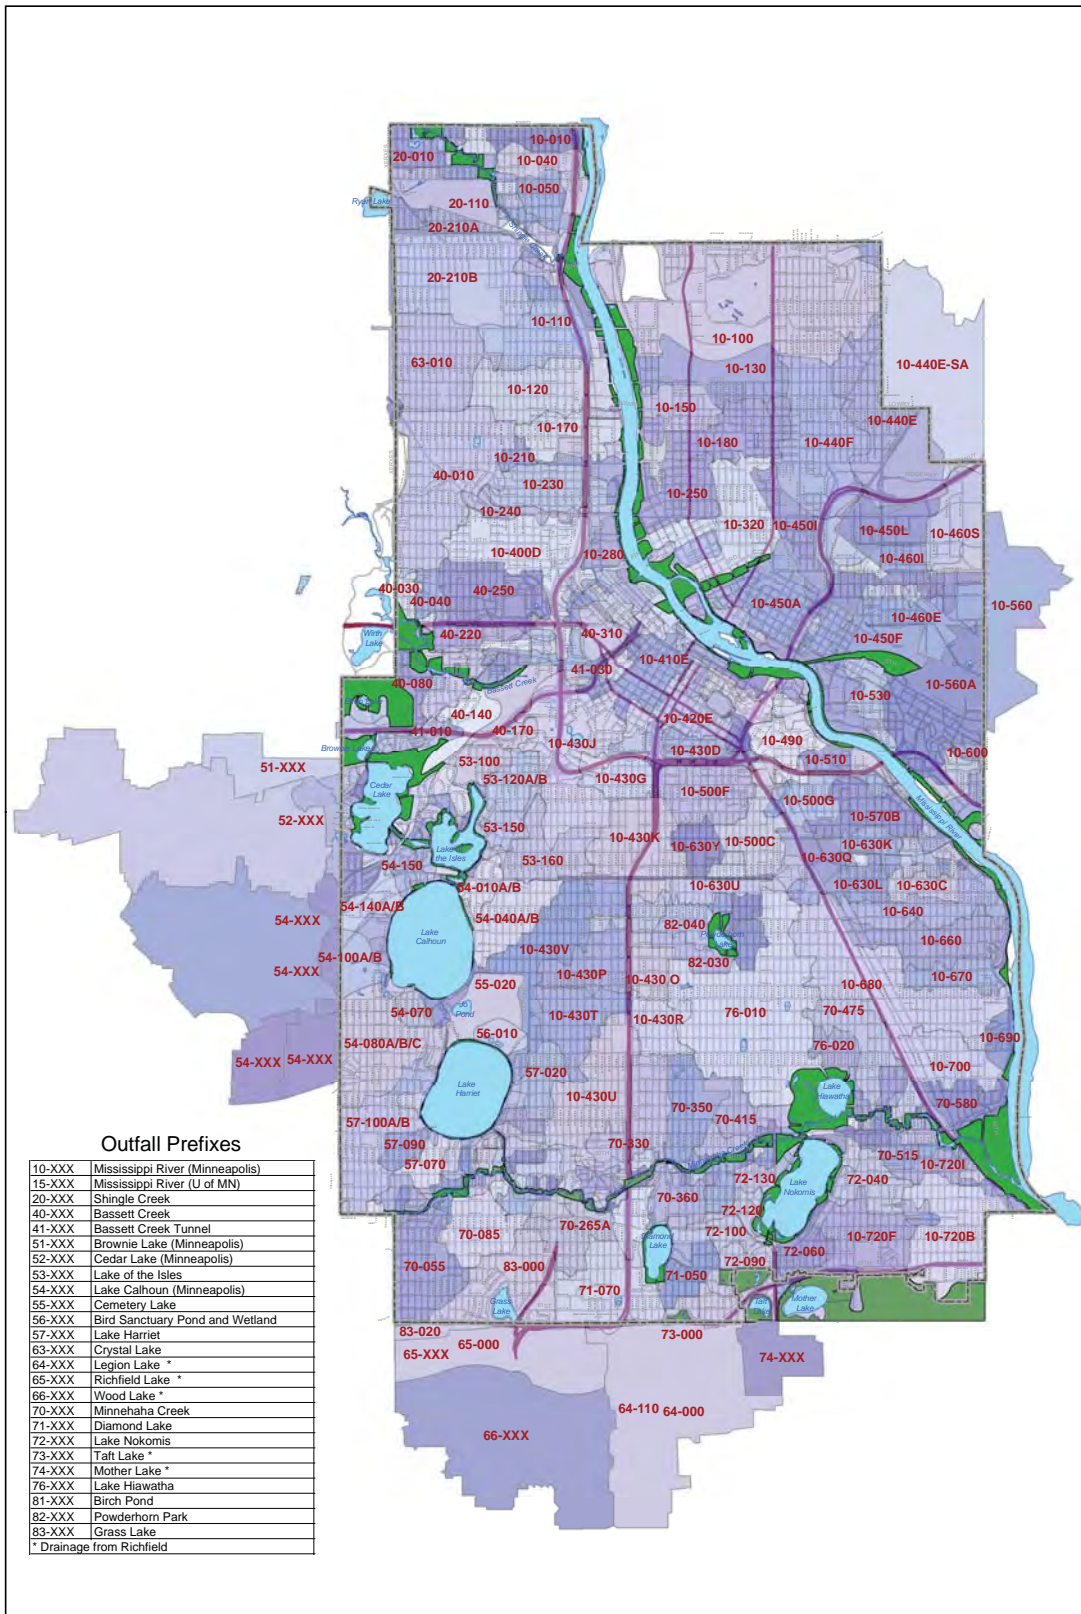 10-010
20-010
10-040
10-050
Ryan Lake
20-110
20-210A
Shingle Creek
20-210B
10-110
10-100
63-010
10-130
10-440E-SA
10-120
10-150
10-170
10-180
10-440F
10-440E
10-210
40-010
10-230
10-250
10-240
10-320
10-450I
10-450L
10-460S
10-400D
10-280
10-460I
40-030
40-040
40-250
10-450A
10-460E
10-560
Wirth
Lake
40-220
40-310
10-450F
10-410E
41-030
40-080
Bassett Creek
10-530
10-560A
40-140
10-420E
41-010
40-170
10-430J
10-430D
10-490
10-510
10-600
Brownie Lake
53-100
51-XXX
53-120A/B
10-430G
10-500F
10-500G
Cedar
Lake
Mississippi River
52-XXX
53-150
10-430K
10-630Y
10-500C
10-570B
10-630K
Lake
the Isles
54-150
53-160
10-630Q
54-010A/B
10-630U
10-630L
10-630C
54-140A/B
54-XXX
54-040A/B
82-040
10-640
Lake
Calhoun
10-430V
10-660
54-100A/B
82-030
54-XXX
10-430P
10-430 O
10-670
55-020
10-680
54-070
Pond
10-430T
10-430R
76-010
70-475
56-010
54-080A/B/C
76-020
10-690
54-XXX
54-XXX
57-020
10-700
Lake
Harriet
10-430U
Lake
Hiawatha
70-580
70-350
57-100A/B
70-415
57-090
70-330
70-515
57-070
10-720I
72-130
Lake
Nokomis
72-040
70-360
72-120
70-085
70-265A
72-100
10-720F
10-720B
Diamond
Lake
72-090
72-060
70-055
83-000
71-050
71-070
Grass
Lake
Taft
Lake
Mother
Lake
83-020
73-000
65-XXX
65-000
74-XXX
64-110
64-000
66-XXX
Outfall Prefixes
10-XXX Mississippi River (Minneapolis)
15-XXX Mississippi River (U of MN)
20-XXX Shingle Creek
40-XXX Bassett Creek
41-XXX Bassett Creek Tunnel
51-XXX Brownie Lake (Minneapolis)
52-XXX Cedar Lake (Minneapolis)
53-XXX Lake of the Isles
54-XXX Lake Calhoun (Minneapolis)
55-XXX Cemetery Lake
56-XXX Bird Sanctuary Pond and Wetland
57-XXX Lake Harriet
63-XXX Crystal Lake
64-XXX Legion Lake *
65-XXX Richfield Lake *
66-XXX Wood Lake *
70-XXX Minnehaha Creek
71-XXX Diamond Lake
72-XXX Lake Nokomis
73-XXX Taft Lake *
74-XXX Mother Lake *
76-XXX Lake Hiawatha
81-XXX Birch Pond
82-XXX Powderhorn Park
83-XXX Grass Lake
* Drainage from Richfield